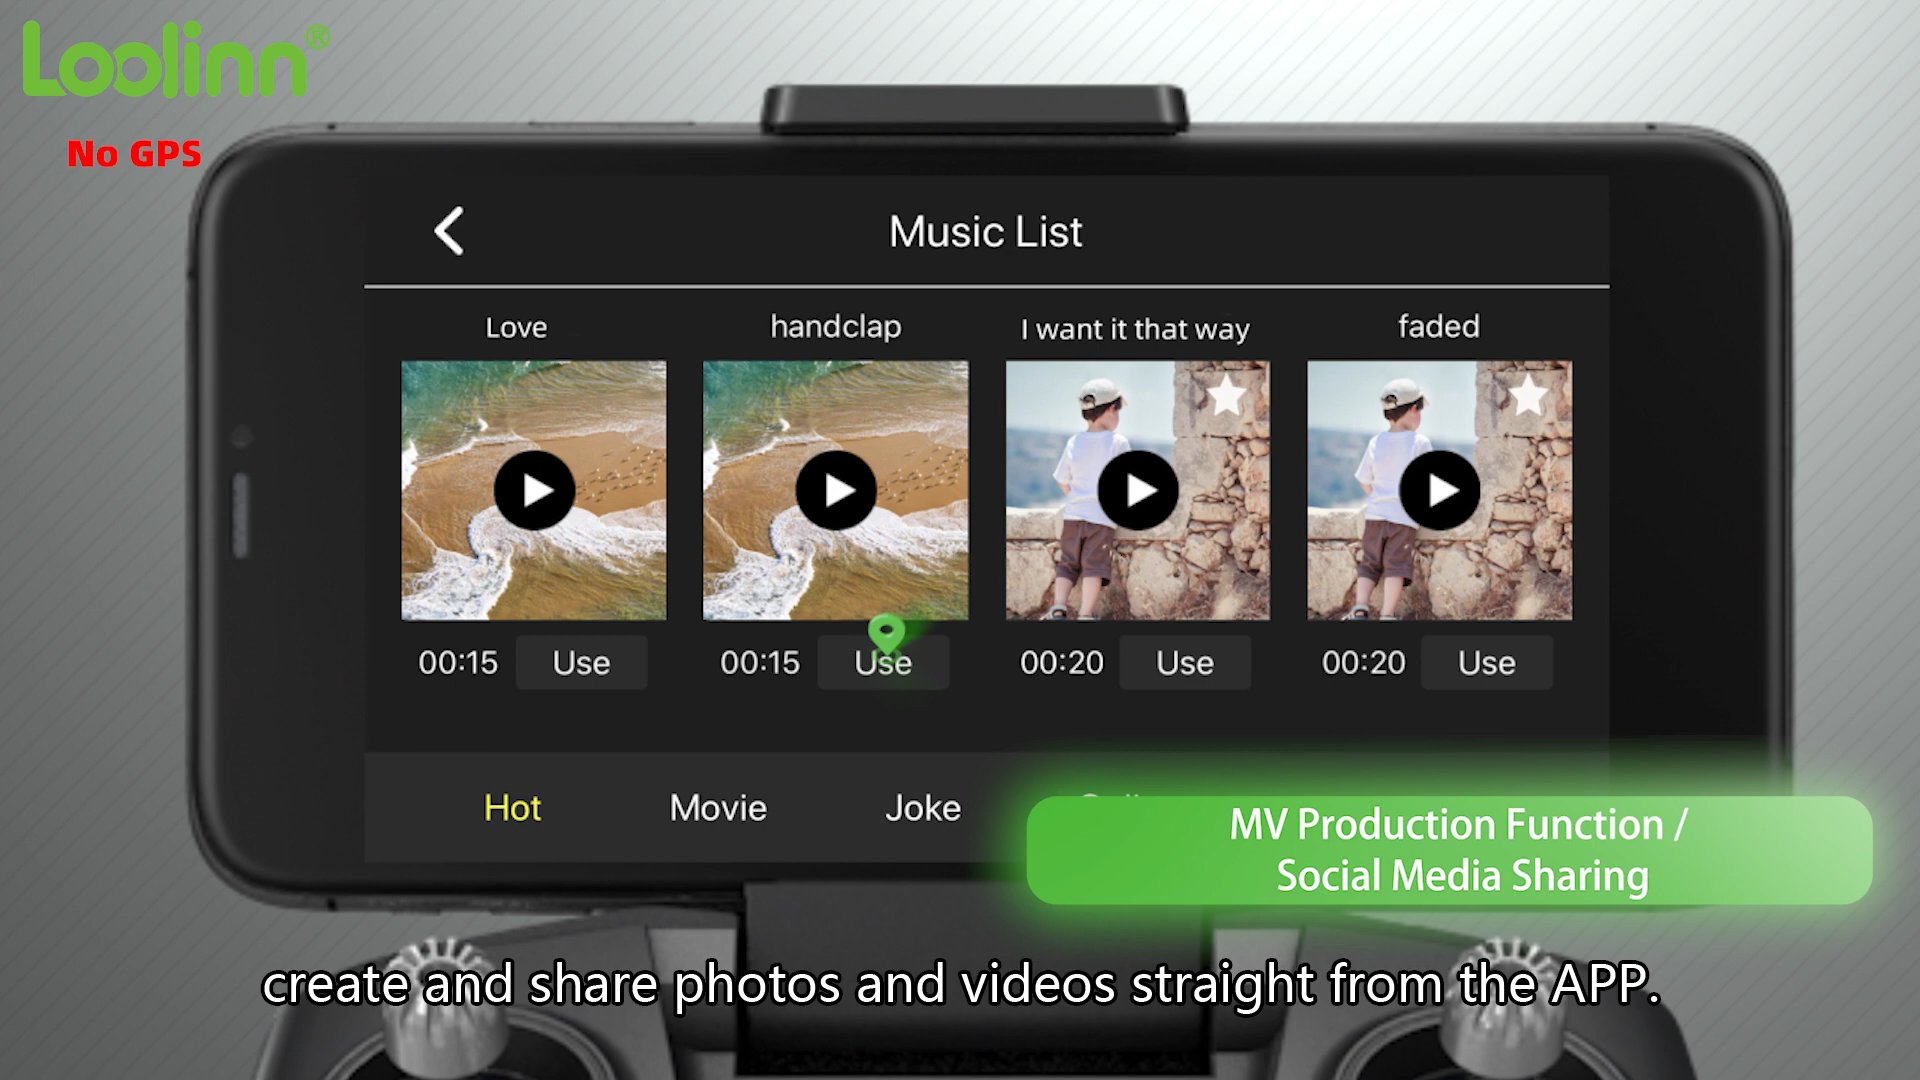 Loolinn®
No GPS
Music List
Love
handclap
I want it that way
faded
00:15
Use
00:15
Use
00:20
Use
00:20
Use
Hot
Movie
Joke
MV Production Function /
Social Media Sharing
create and share photos and videos straight from the APP.